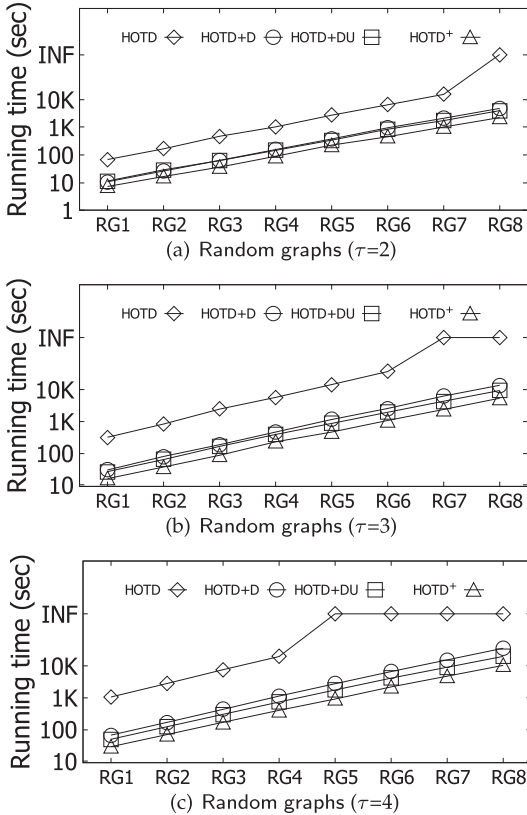 Running time (sec)
HOTD HOTD+D HOTD+DU HOTD+
INF
10K
1K
100
10
1
RG1 RG2 RG3 RG4 RG5 RG6 RG7 RG8
(a) Random graphs (τ=2)
Running time (sec)
HOTD HOTD+D HOTD+DU HOTD+
INF
10K
1K
100
10
RG1 RG2 RG3 RG4 RG5 RG6 RG7 RG8
(b) Random graphs (τ=3)
Running time (sec)
HOTD HOTD+D HOTD+DU HOTD+
INF
10K
1K
100
10
RG1 RG2 RG3 RG4 RG5 RG6 RG7 RG8
(c) Random graphs (τ=4)